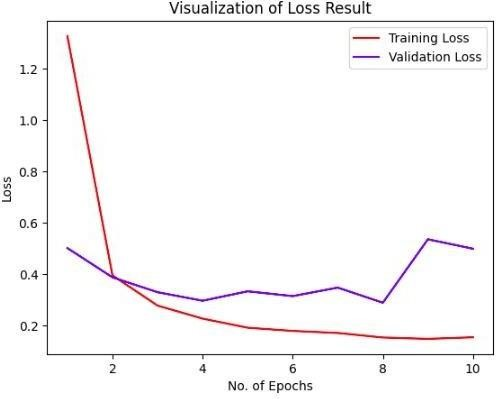 Visualization of Loss Result
Training Loss
Validation Loss
1.2
1.0
0.8
0.6
0.4
0.2
Loss
2 4 6 8 10
No. of Epochs